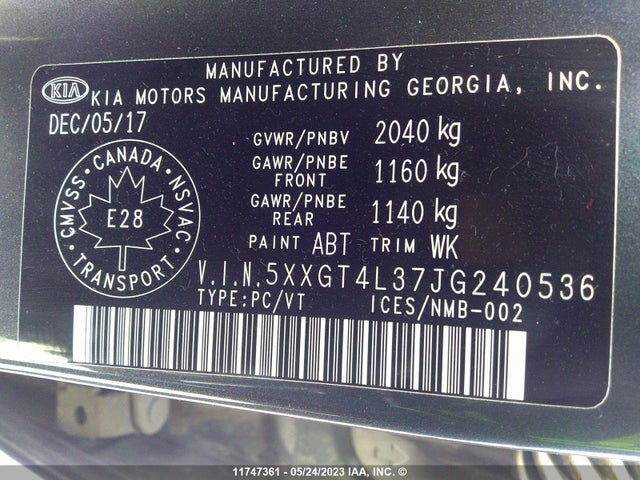 MANUFACTURED BY
KIA KIA MOTORS MANUFACTURING GEORGIA, INC.
DEC/05/17
GVWR/PNBV 2040 kg
GAWR/PNBE FRONT 1160 kg
GAWR/PNBE REAR 1140 kg
CMVSS · CANADA · NSVAC
E28
TRANSPORT
PAINT ABT TRIM WK
V.I.N.5XXGT4L37JG240536
TYPE:PC/VT ICES/NMB-002
11747361 - 05/24/2023 IAA, INC. ©